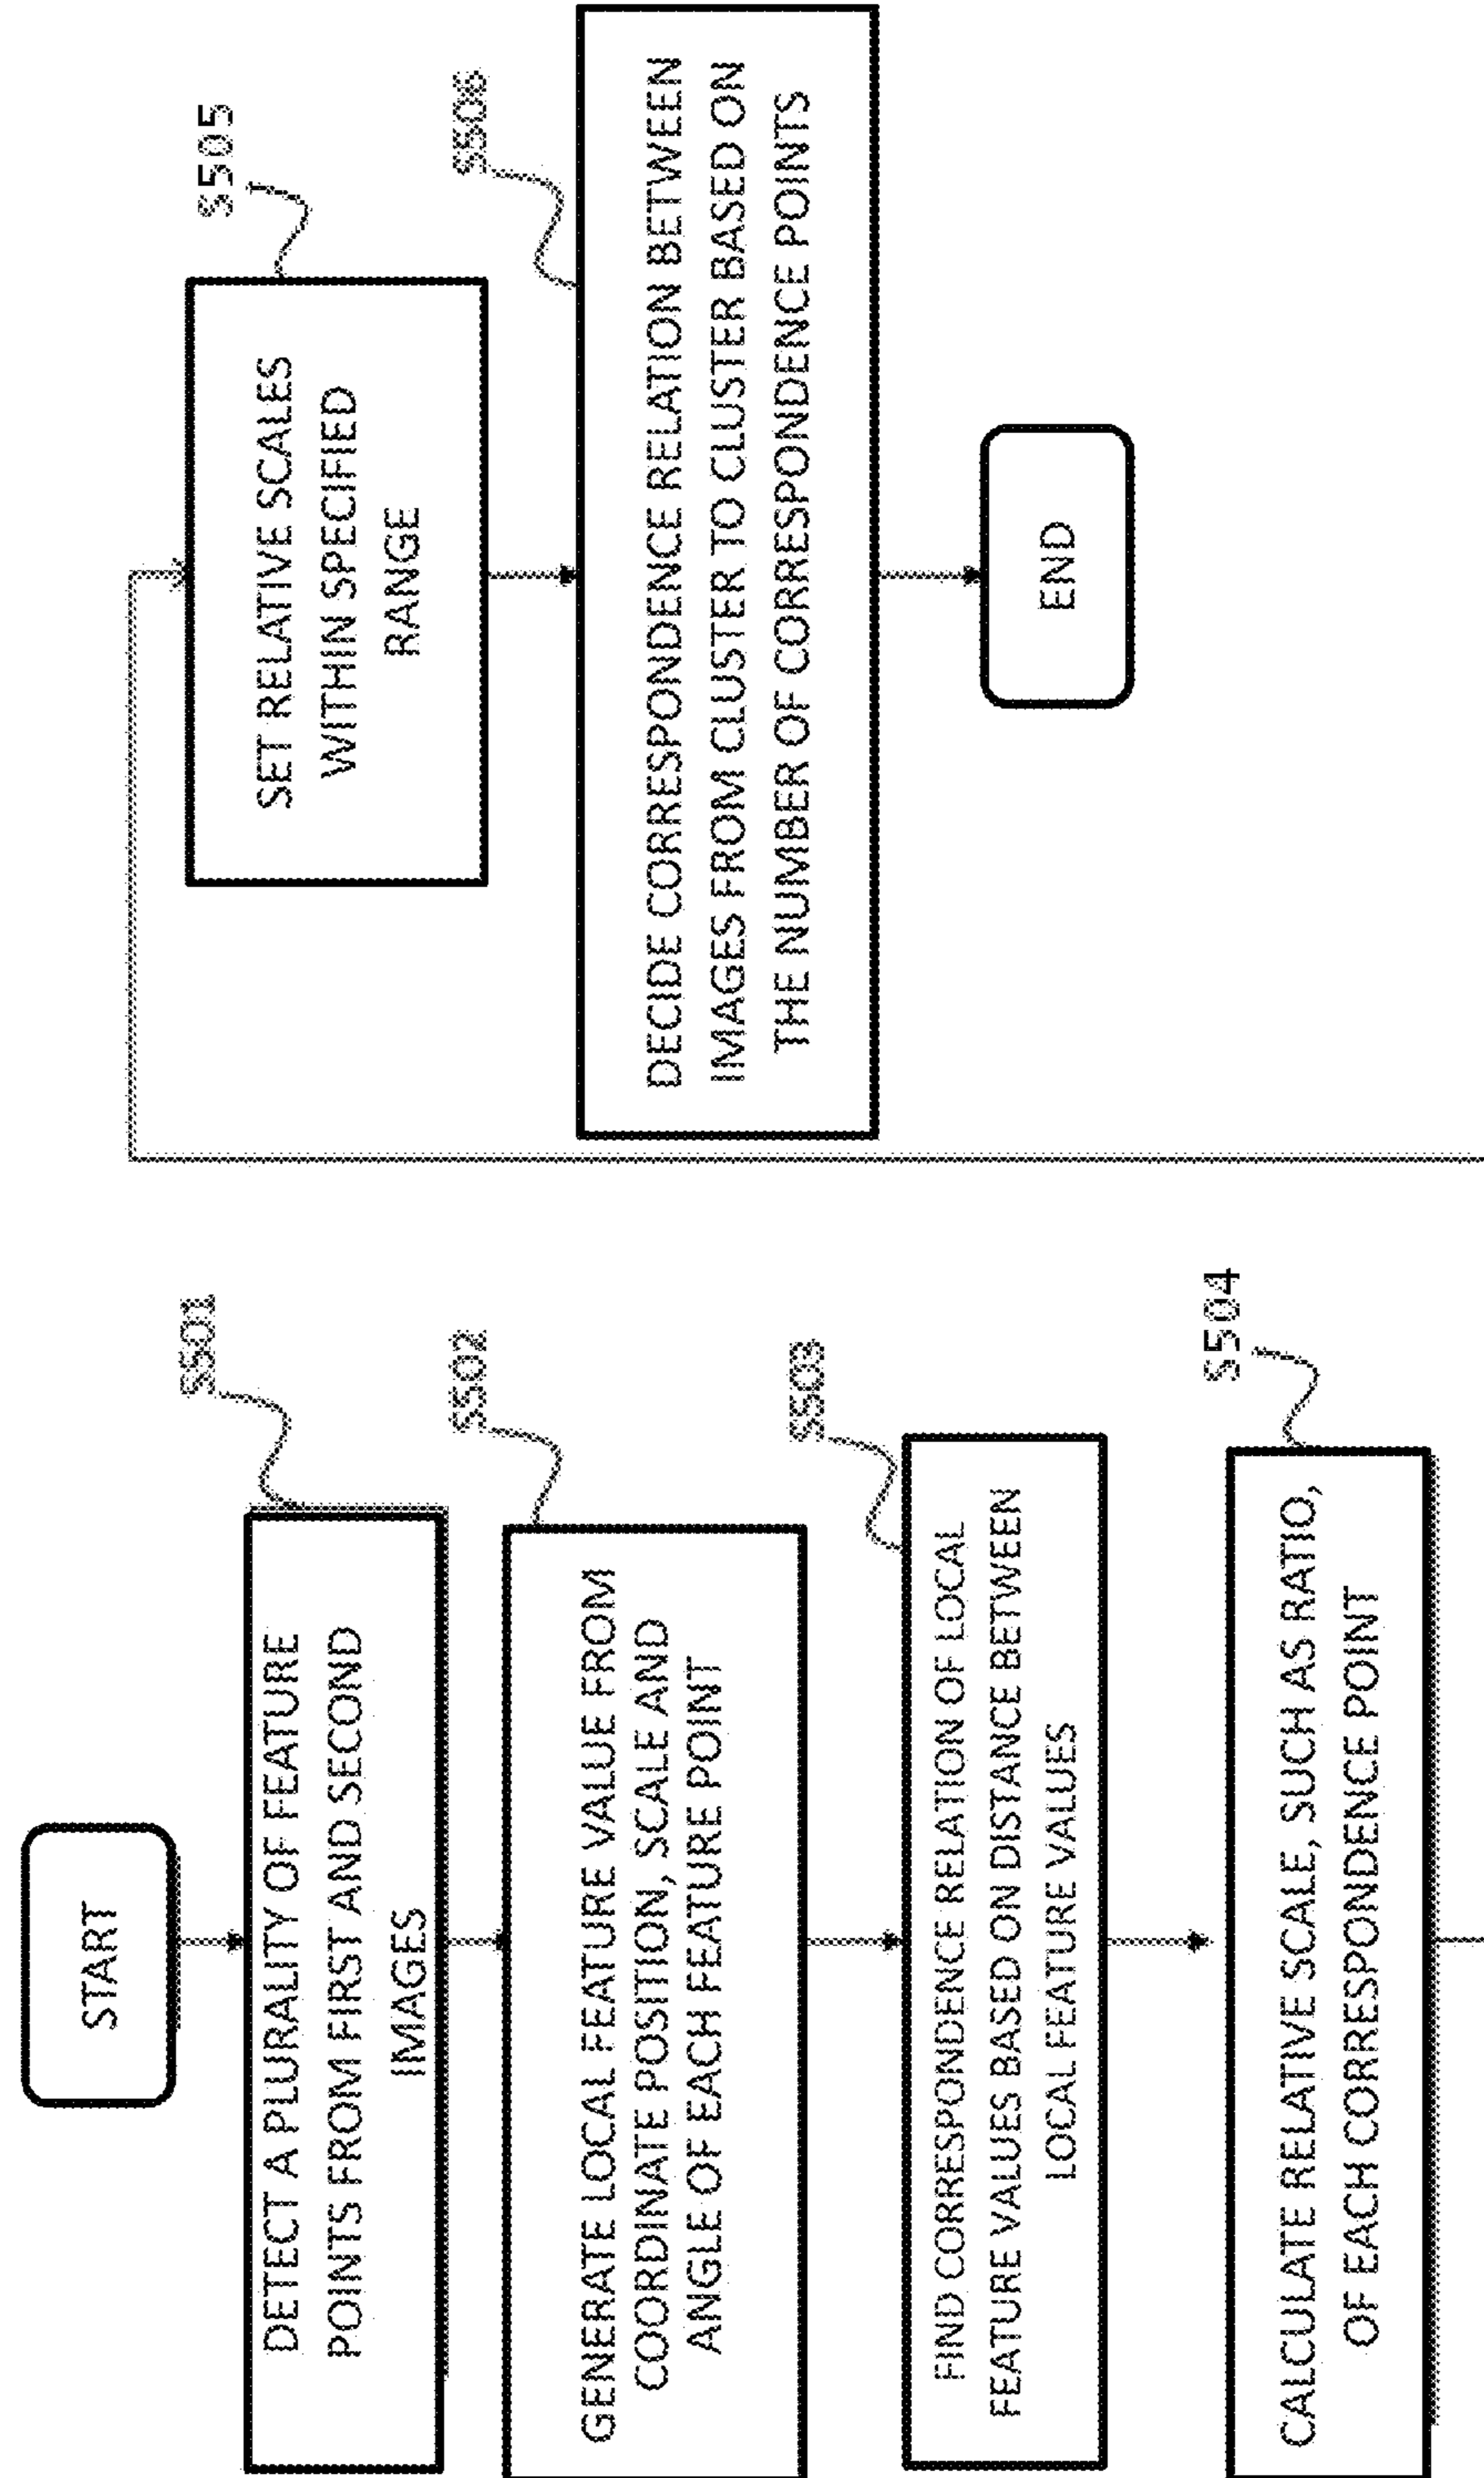 START
S501
DETECT A PLURALITY OF FEATURE
POINTS FROM FIRST AND SECOND
IMAGES
S502
GENERATE LOCAL FEATURE VALUE FROM
COORDINATE POSITION, SCALE AND
ANGLE OF EACH FEATURE POINT
S503
FIND CORRESPONDENCE RELATION OF LOCAL
FEATURE VALUES BASED ON DISTANCE BETWEEN
LOCAL FEATURE VALUES
S504
CALCULATE RELATIVE SCALE, SUCH AS RATIO,
OF EACH CORRESPONDENCE POINT
S505
SET RELATIVE SCALES
WITHIN SPECIFIED
RANGE
S506
DECIDE CORRESPONDENCE RELATION BETWEEN
IMAGES FROM CLUSTER TO CLUSTER BASED ON
THE NUMBER OF CORRESPONDENCE POINTS
END